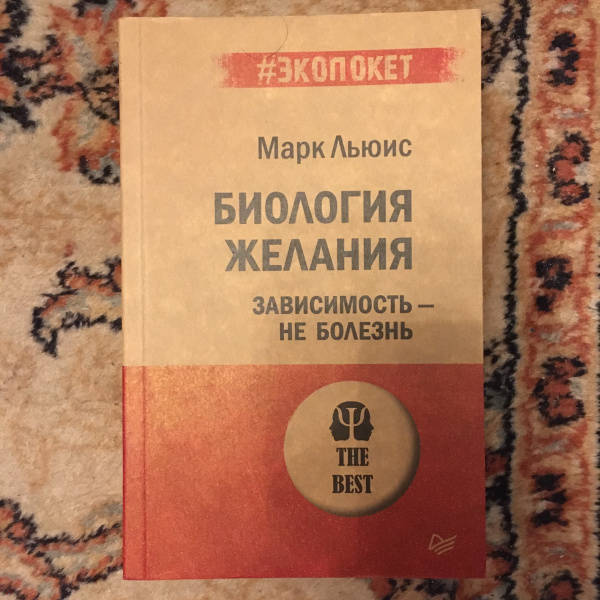 #ЭКОПОКЕТ
Марк Льюис
БИОЛОГИЯ
ЖЕЛАНИЯ
ЗАВИСИМОСТЬ –
НЕ БОЛЕЗНЬ
Ψ
THE
BEST